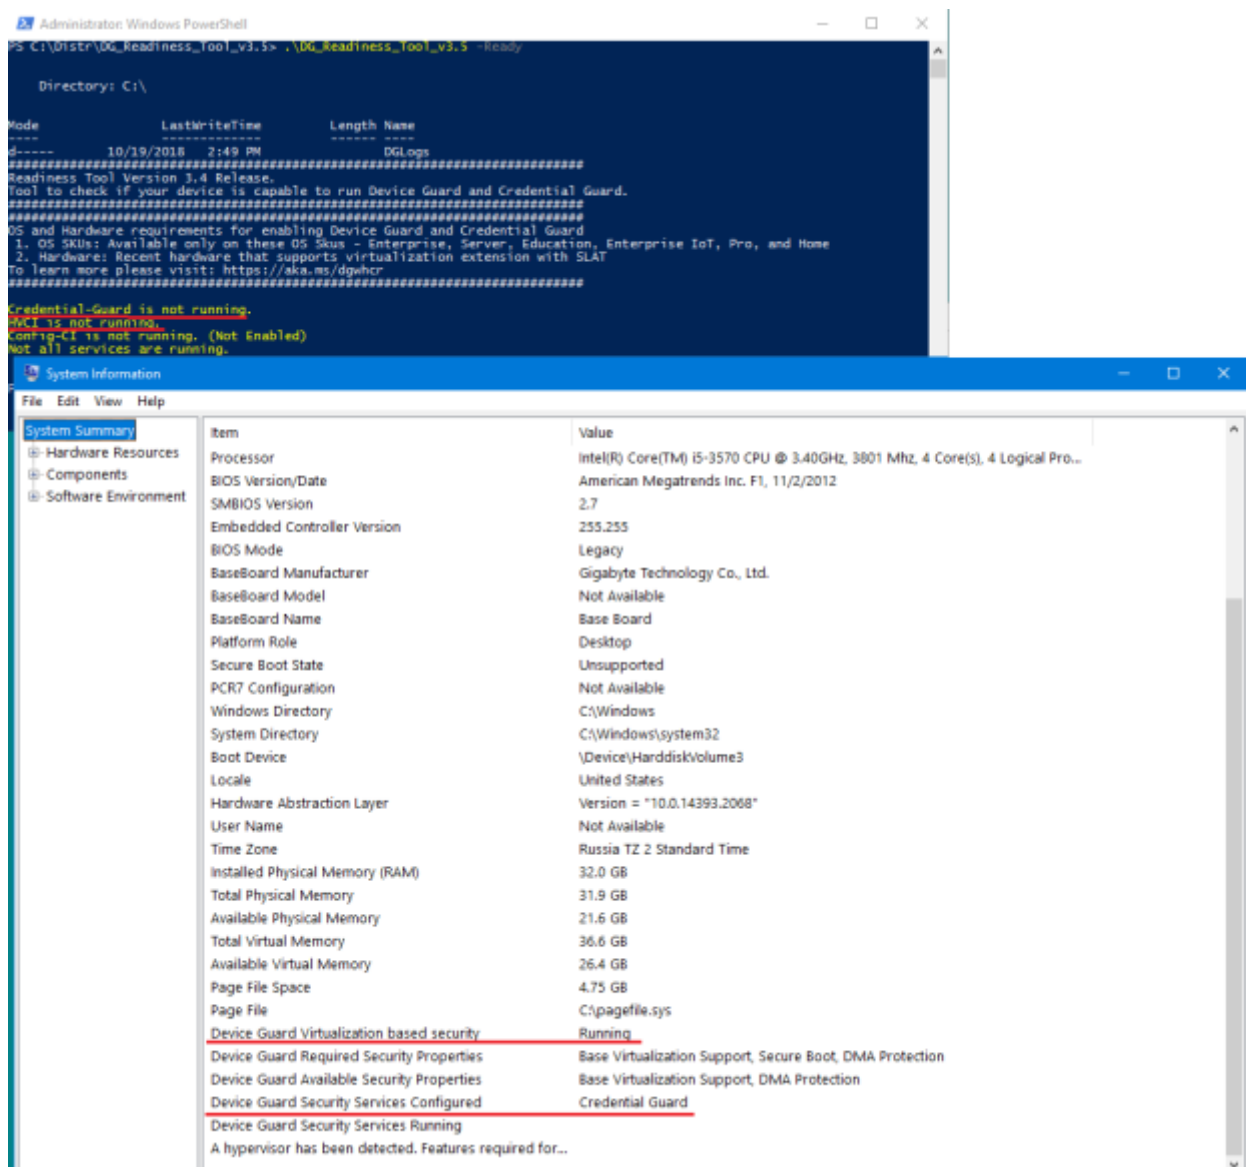 Administrator: Windows PowerShell
PS C:\Distr\DG_Readiness_Tool_v3.5> .\DG_Readiness_Tool_v3.5 -Ready
Directory: C:\
Mode LastWriteTime Length Name
---- ------------- ------ ----
d----- 10/19/2018 2:49 PM DGLogs
###########################################################################
Readiness Tool Version 3.4 Release.
Tool to check if your device is capable to run Device Guard and Credential Guard.
###########################################################################
###########################################################################
OS and Hardware requirements for enabling Device Guard and Credential Guard
1. OS SKUs: Available only on these OS Skus - Enterprise, Server, Education, Enterprise IoT, Pro, and Home
2. Hardware: Recent hardware that supports virtualization extension with SLAT
To learn more please visit: https://aka.ms/dgwhcr
###########################################################################
Credential-Guard is not running.
HVCI is not running.
Config-CI is not running. (Not Enabled)
Not all services are running.
System Information
File Edit View Help
System Summary
Hardware Resources
Components
Software Environment
Item Value
Processor Intel(R) Core(TM) i5-3570 CPU @ 3.40GHz, 3801 Mhz, 4 Core(s), 4 Logical Pro...
BIOS Version/Date American Megatrends Inc. F1, 11/2/2012
SMBIOS Version 2.7
Embedded Controller Version 255.255
BIOS Mode Legacy
BaseBoard Manufacturer Gigabyte Technology Co., Ltd.
BaseBoard Model Not Available
BaseBoard Name Base Board
Platform Role Desktop
Secure Boot State Unsupported
PCR7 Configuration Not Available
Windows Directory C:\Windows
System Directory C:\Windows\system32
Boot Device \Device\HarddiskVolume3
Locale United States
Hardware Abstraction Layer Version = "10.0.14393.2068"
User Name Not Available
Time Zone Russia TZ 2 Standard Time
Installed Physical Memory (RAM) 32.0 GB
Total Physical Memory 31.9 GB
Available Physical Memory 21.6 GB
Total Virtual Memory 36.6 GB
Available Virtual Memory 26.4 GB
Page File Space 4.75 GB
Page File C:\pagefile.sys
Device Guard Virtualization based security Running
Device Guard Required Security Properties Base Virtualization Support, Secure Boot, DMA Protection
Device Guard Available Security Properties Base Virtualization Support, DMA Protection
Device Guard Security Services Configured Credential Guard
Device Guard Security Services Running
A hypervisor has been detected. Features required for...